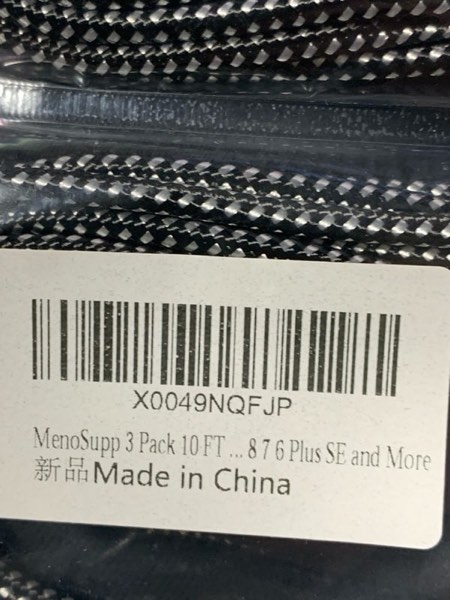 X0049NQFJP
MenoSupp 3 Pack 10 FT ... 8 7 6 Plus SE and More
新品Made in China